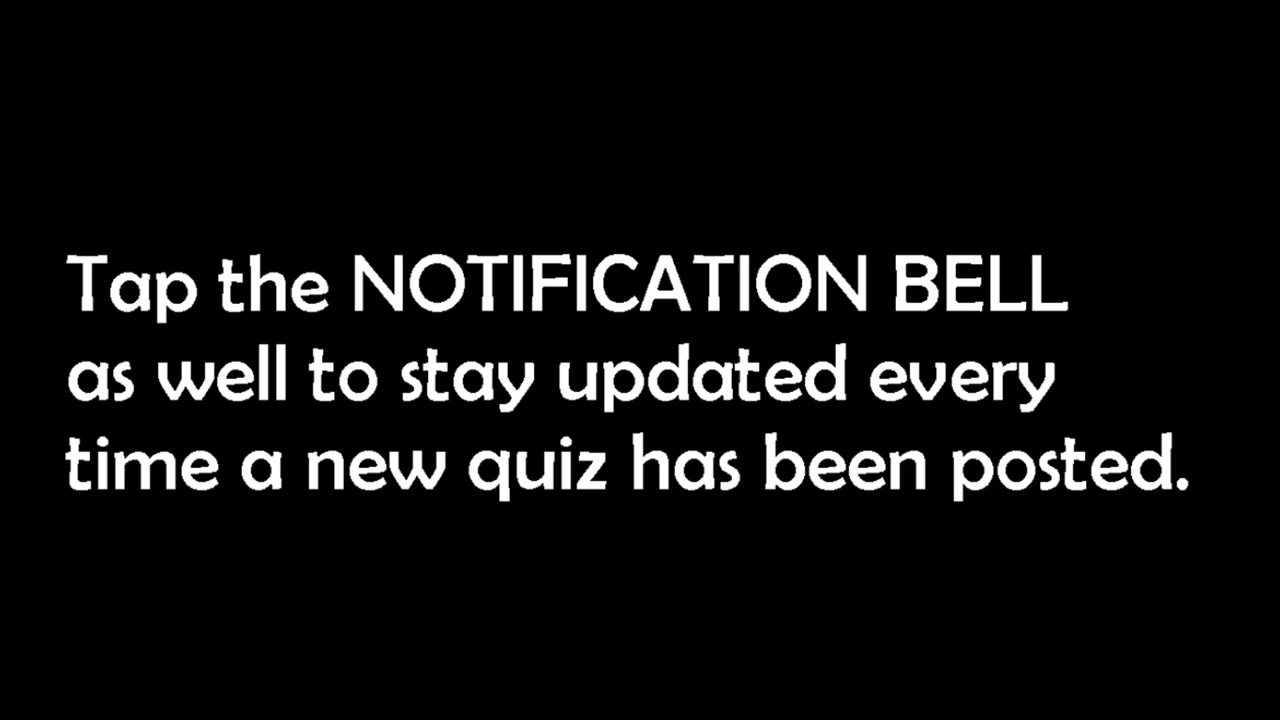 Tap the NOTIFICATION BELL
as well to stay updated every
time a new quiz has been posted.